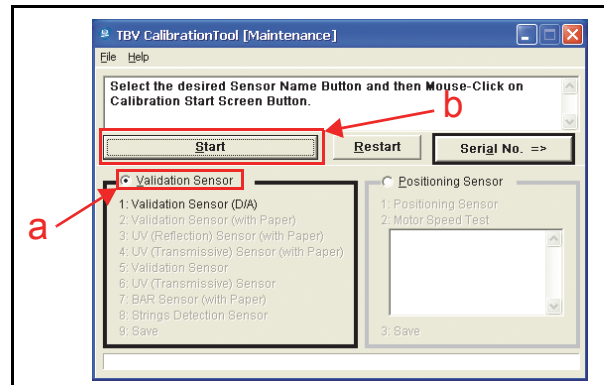 TBV CalibrationTool [Maintenance]
File Help
Select the desired Sensor Name Button and then Mouse-Click on
Calibration Start Screen Button.
b
Start Restart Serial No. =>
Validation Sensor Positioning Sensor
a
1: Validation Sensor (D/A)
2: Validation Sensor (with Paper)
3: UV (Reflection) Sensor (with Paper)
4: UV (Transmissive) Sensor (with Paper)
5: Validation Sensor
6: UV (Transmissive) Sensor
7: BAR Sensor (with Paper)
8: Strings Detection Sensor
9: Save
1: Positioning Sensor
2: Motor Speed Test
3: Save